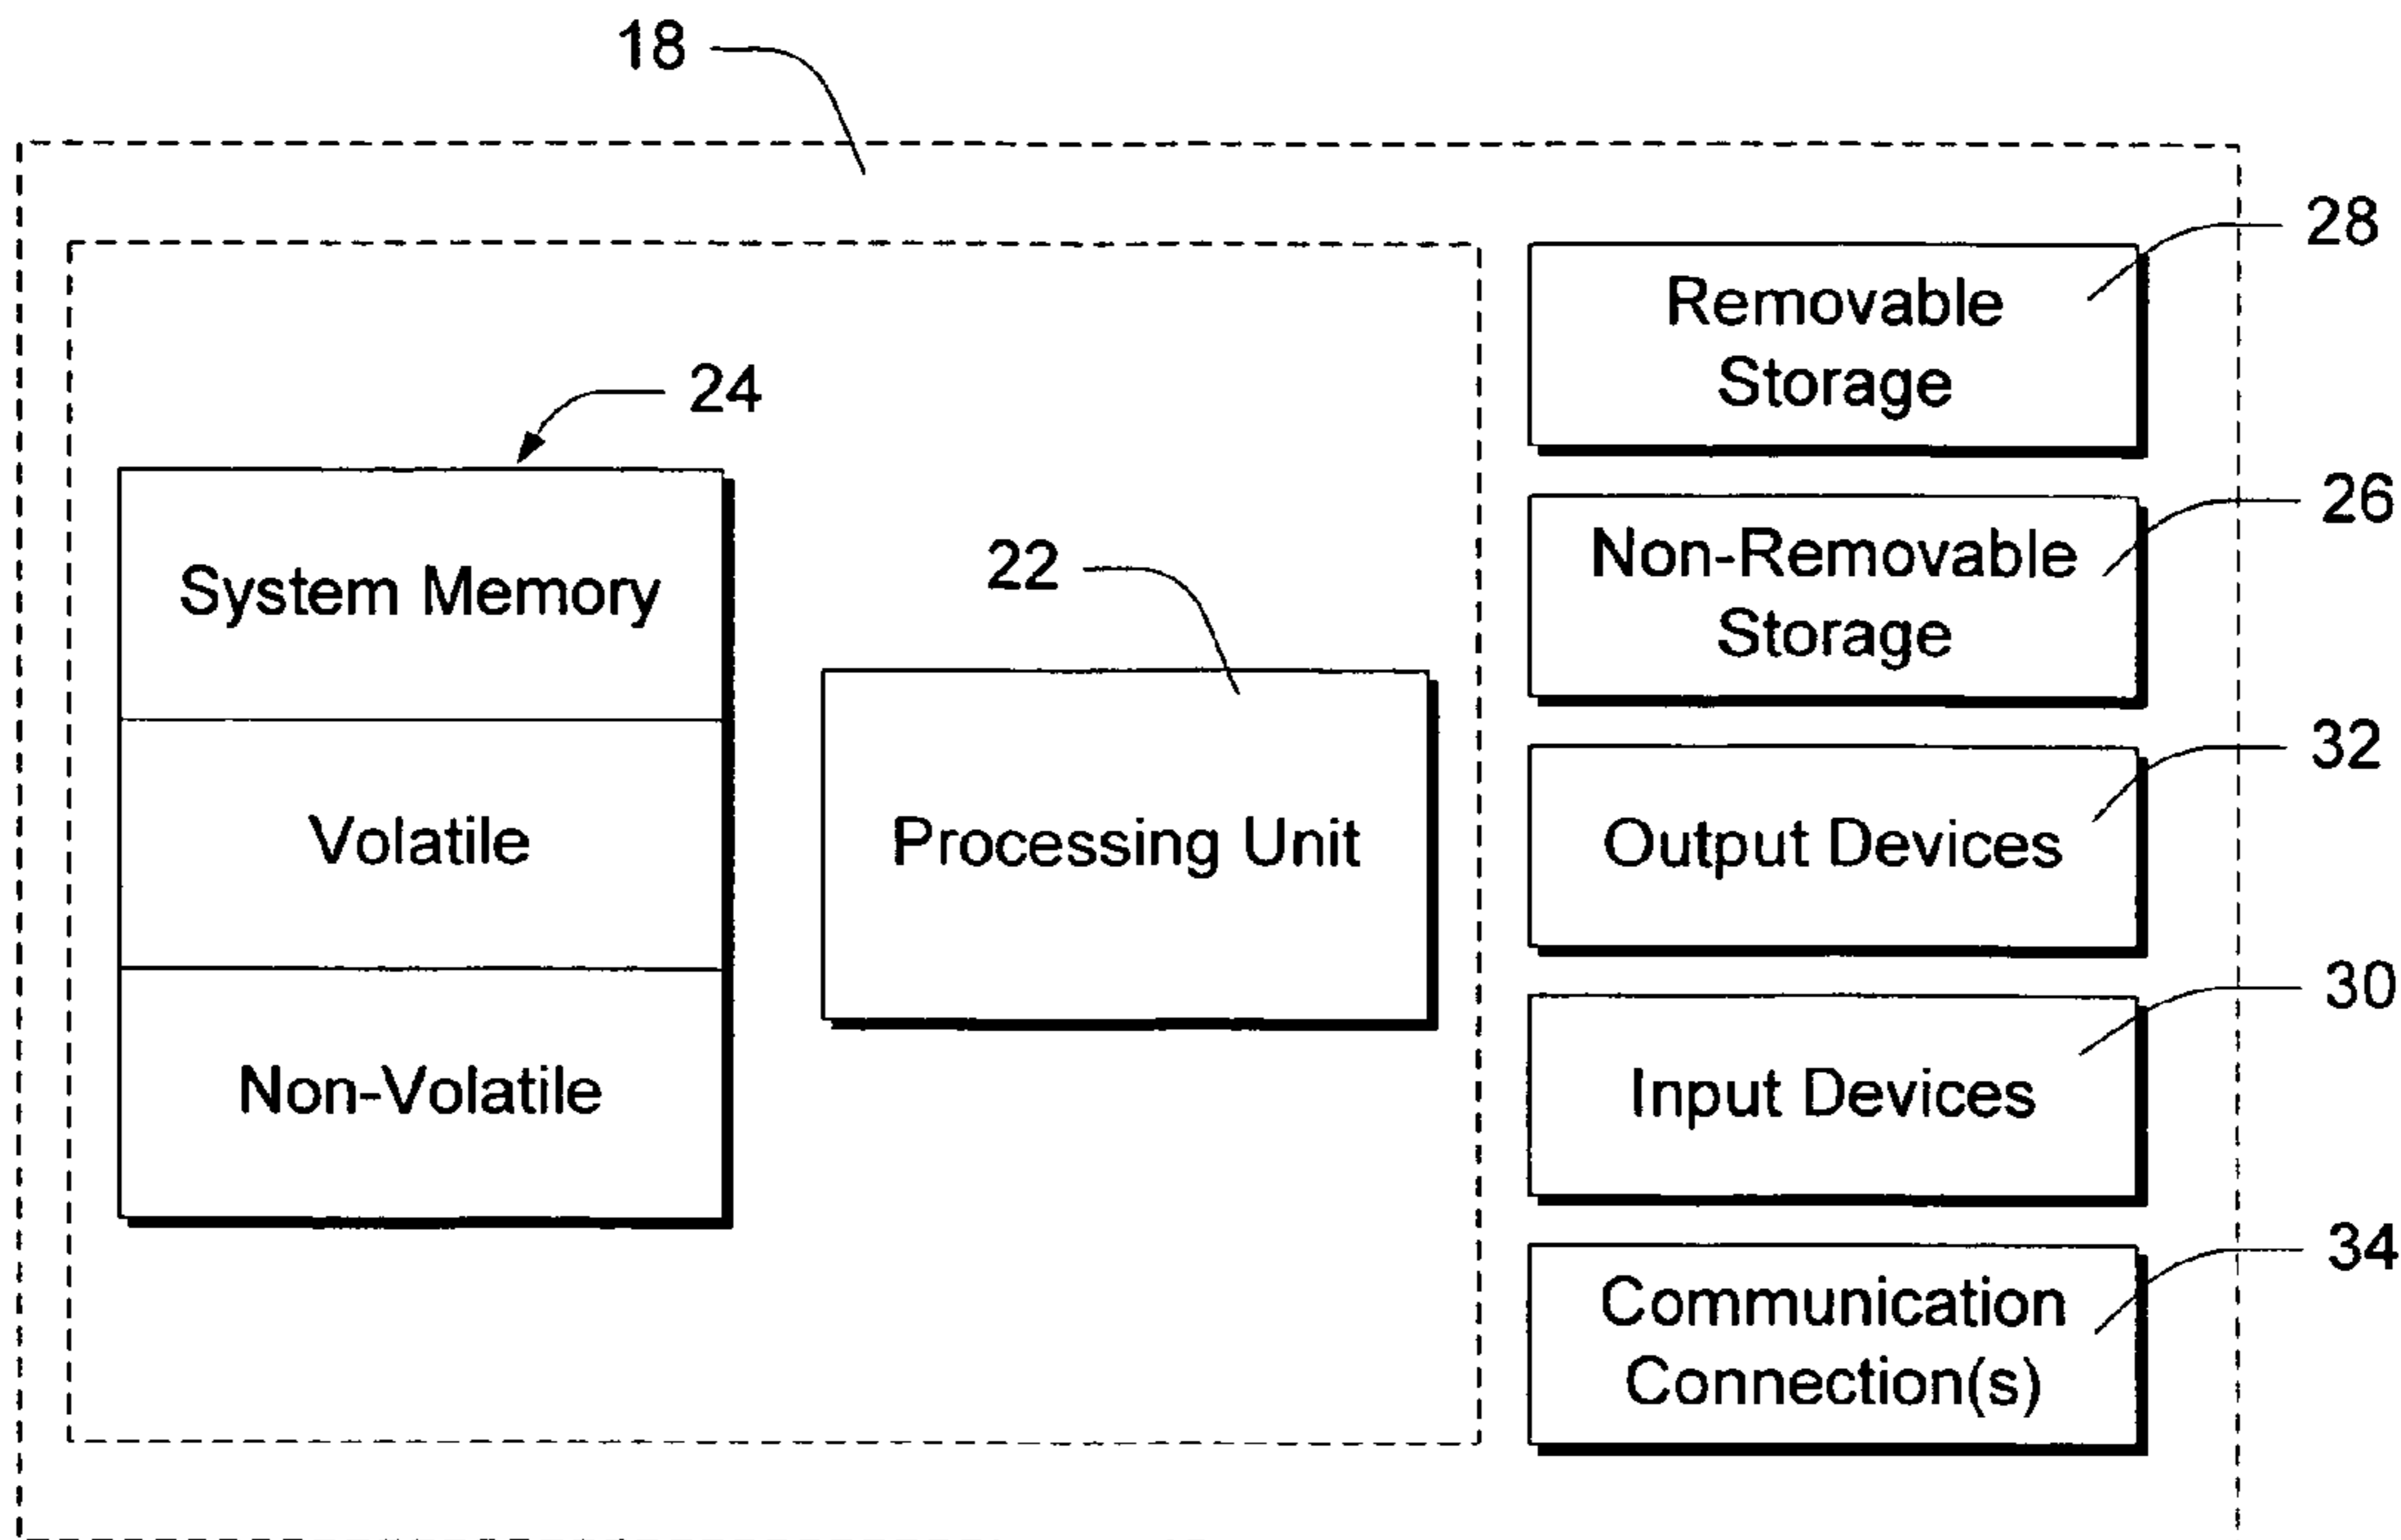 18
28
Removable
Storage
24
26
Non-Removable
Storage
System Memory
22
32
Volatile
Processing Unit
Output Devices
30
Non-Volatile
Input Devices
34
Communication
Connection(s)